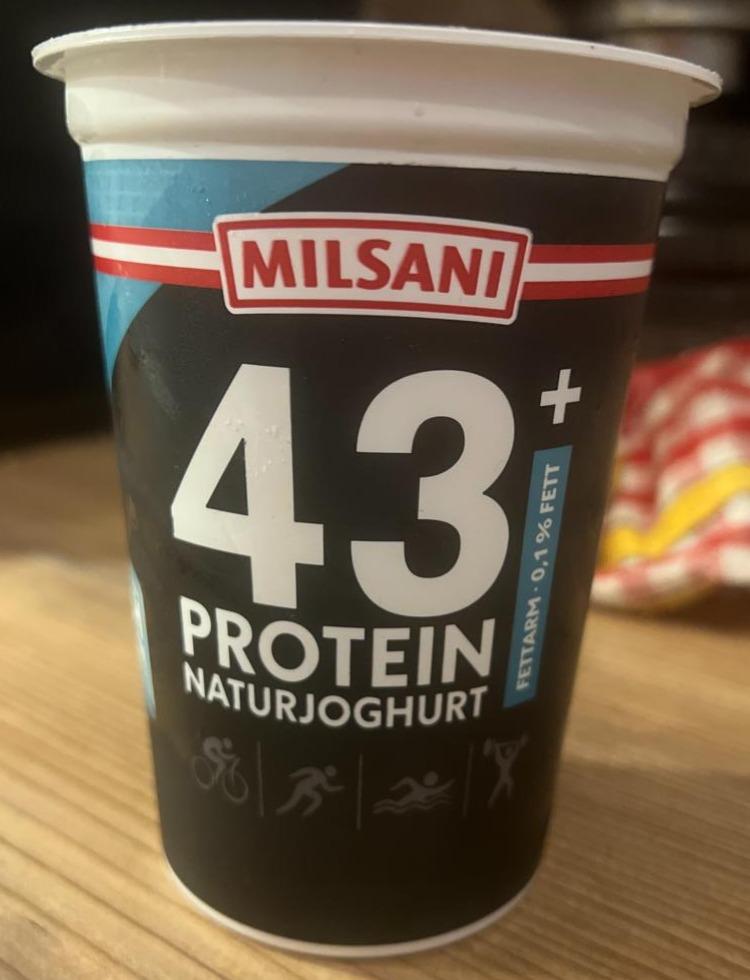 MILSANI
43+
PROTEIN
NATURJOGHURT
FETTARM · 0,1 % FETT